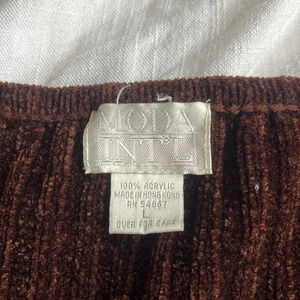 MODA
INT'L
100% ACRYLIC
MADE IN HONG KONG
RN 54867
L
OVER FOR CARE